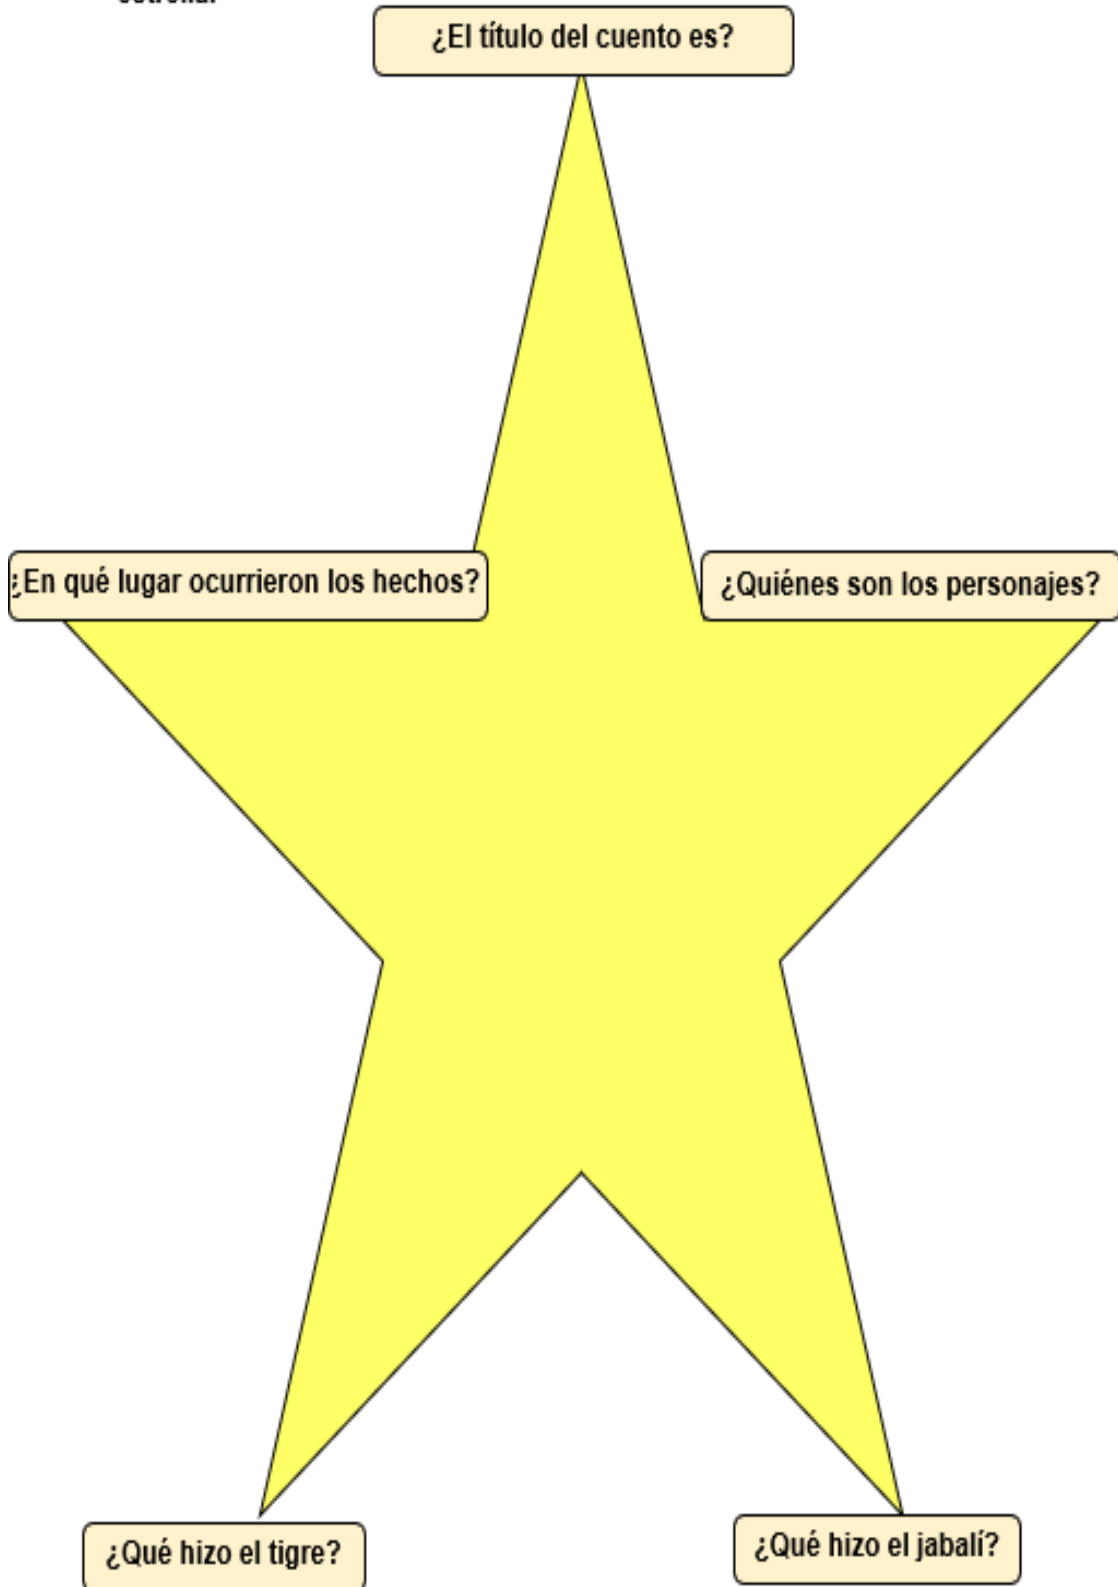 ¿El título del cuento es?
¿En qué lugar ocurrieron los hechos?
¿Quiénes son los personajes?
¿Qué hizo el tigre?
¿Qué hizo el jabalí?